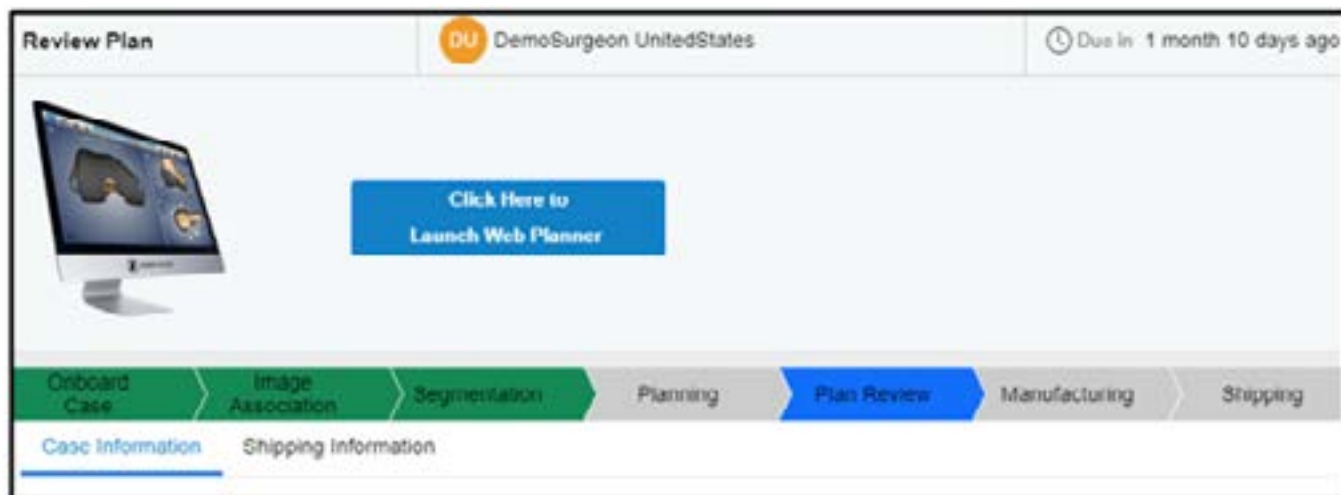 Review Plan
DU DemoSurgeon UnitedStates
Due in 1 month 10 days ago
Click Here to
Launch Web Planner
Onboard
Case
Image
Association
Segmentation
Planning
Plan Review
Manufacturing
Shipping
Case Information
Shipping Information